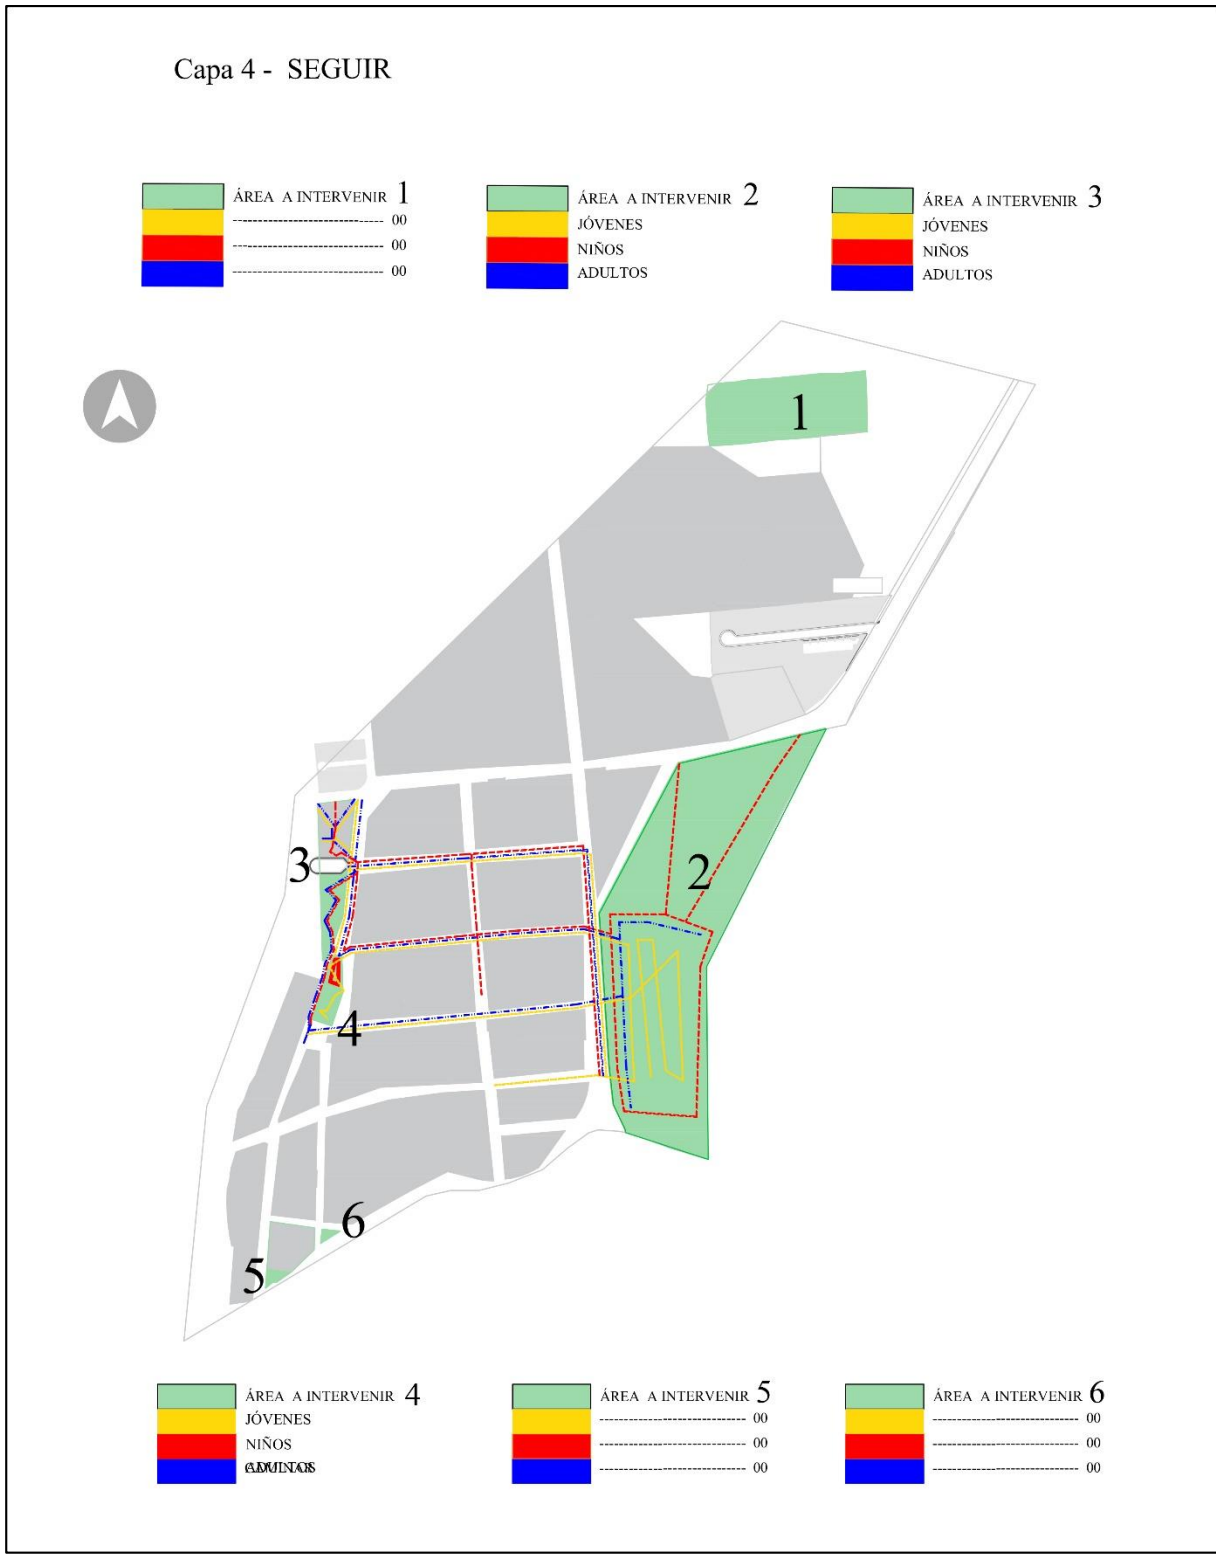 Capa 4 - SEGUIR
ÁREA A INTERVENIR 1
-------------------------------- 00
-------------------------------- 00
-------------------------------- 00
ÁREA A INTERVENIR 2
JÓVENES
NIÑOS
ADULTOS
ÁREA A INTERVENIR 3
JÓVENES
NIÑOS
ADULTOS
1
2
3
4
6
5
ÁREA A INTERVENIR 4
JÓVENES
NIÑOS
ADULTOS
ÁREA A INTERVENIR 5
-------------------------------- 00
-------------------------------- 00
-------------------------------- 00
ÁREA A INTERVENIR 6
-------------------------------- 00
-------------------------------- 00
-------------------------------- 00